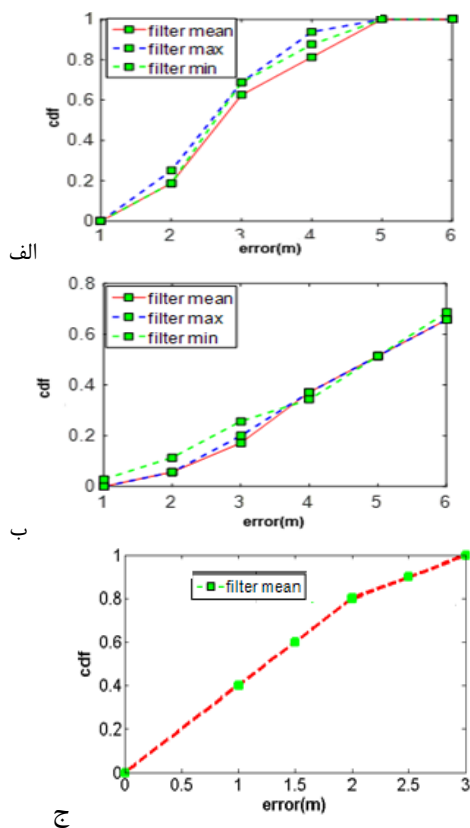 1
0.8
0.6
0.4
0.2
0
cdf
filter mean
filter max
filter min
1 2 3 4 5 6
error(m)
الف
0.8
0.6
0.4
0.2
0
cdf
filter mean
filter max
filter min
1 2 3 4 5 6
error(m)
ب
1
0.8
0.6
0.4
0.2
0
cdf
filter mean
0 0.5 1 1.5 2 2.5 3
error(m)
ج